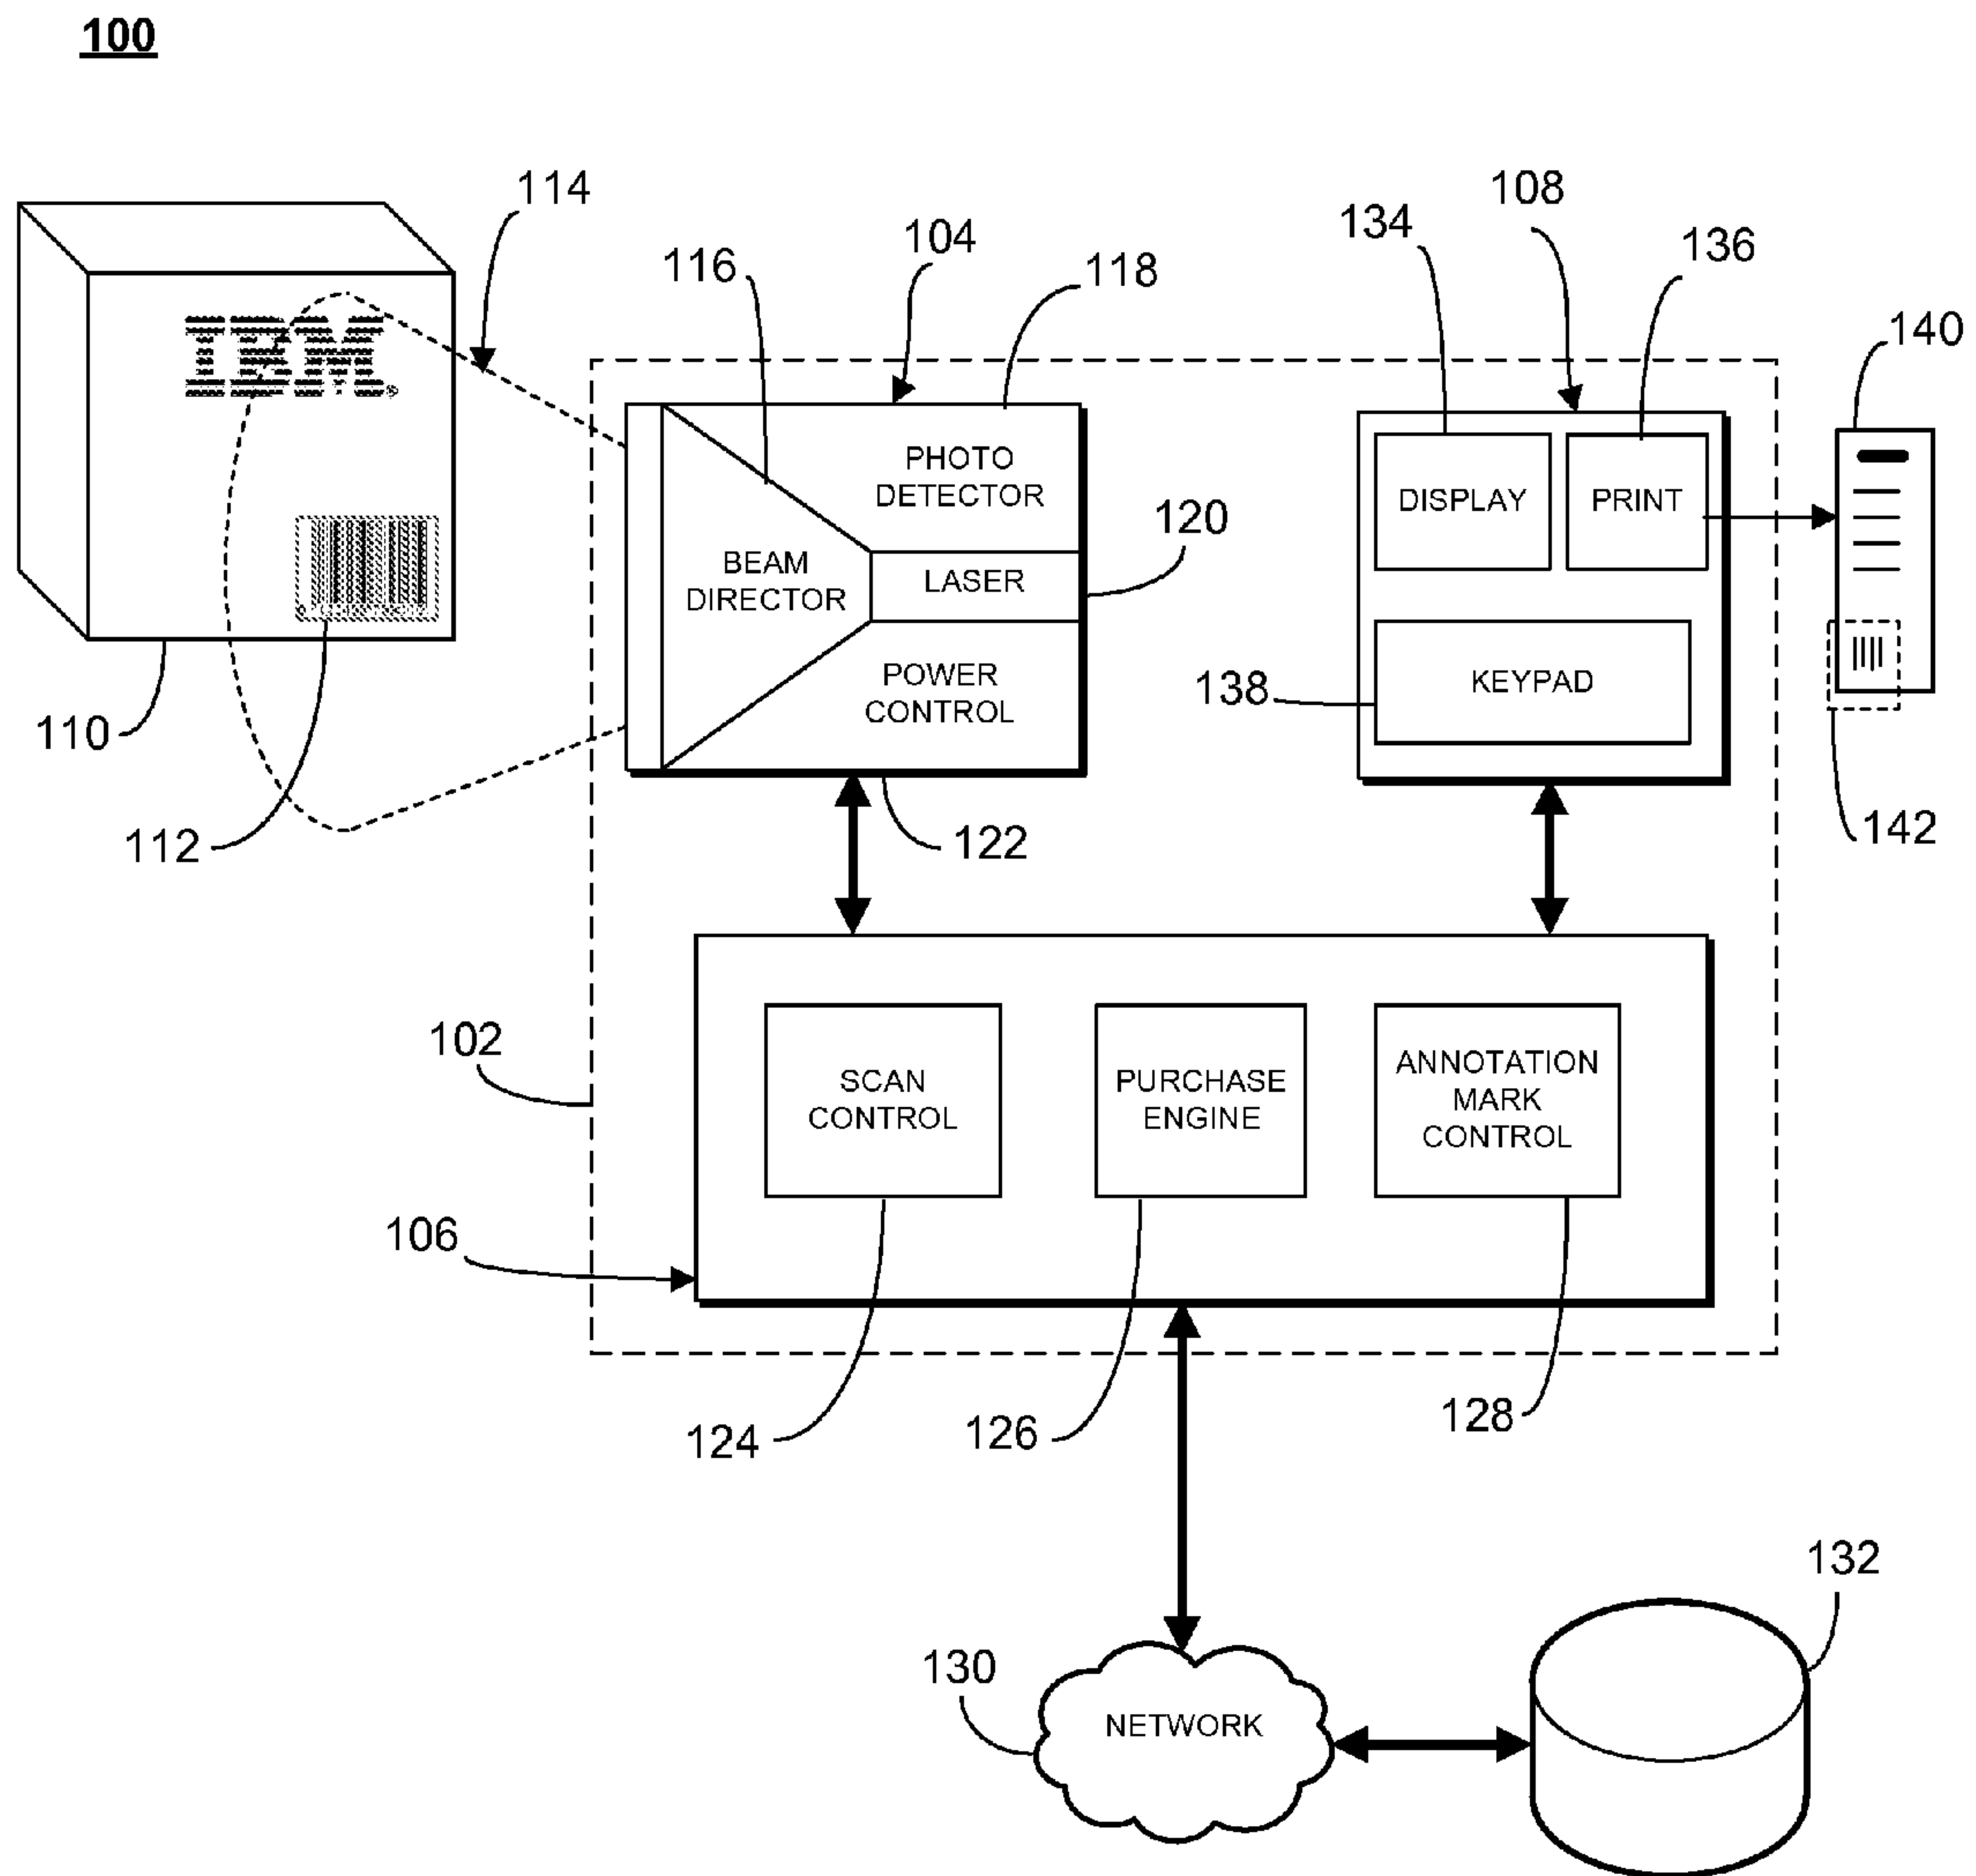 100
114
104
116
118
108
134
136
140
IBM®
PHOTO
DETECTOR
DISPLAY
PRINT
120
BEAM
DIRECTOR
LASER
POWER
CONTROL
138
KEYPAD
110
112
122
142
102
SCAN
CONTROL
PURCHASE
ENGINE
ANNOTATION
MARK
CONTROL
106
124
126
128
132
130
NETWORK